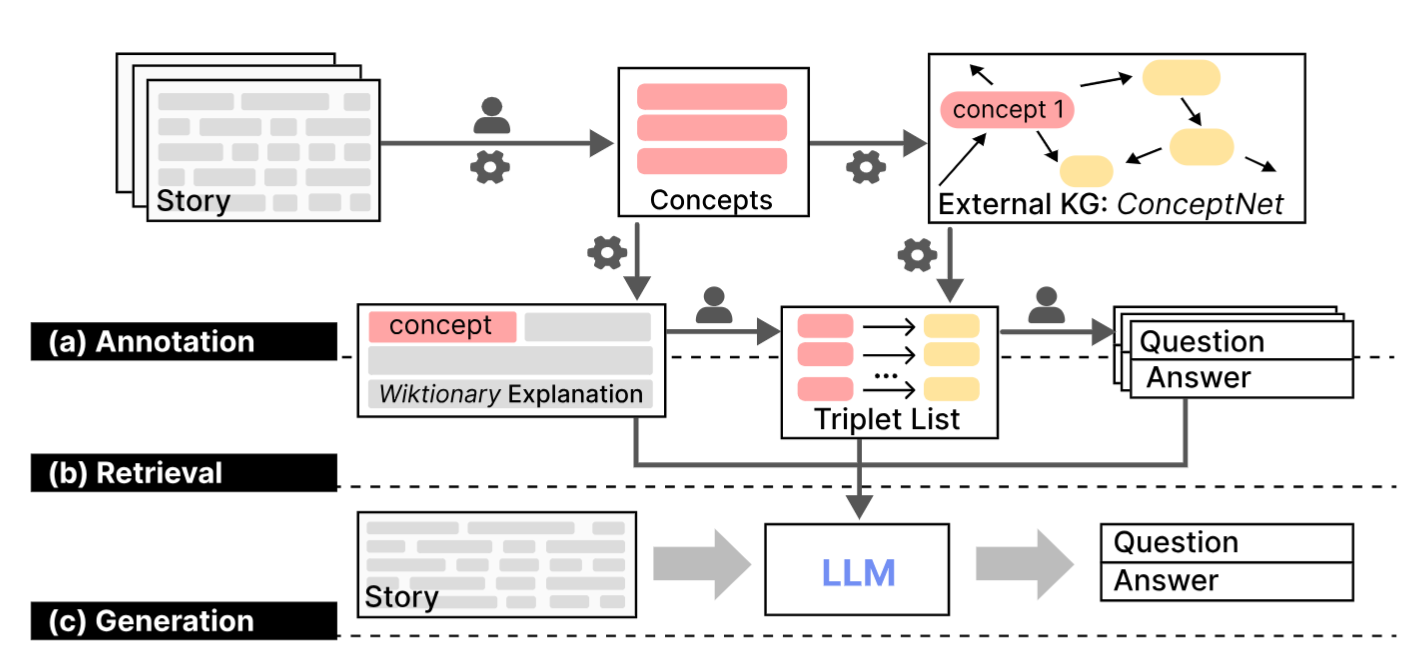 Story
Concepts
concept 1
External KG: ConceptNet
concept
Wiktionary Explanation
...
Triplet List
Question
Answer
(a) Annotation
(b) Retrieval
Story
LLM
Question
Answer
(c) Generation